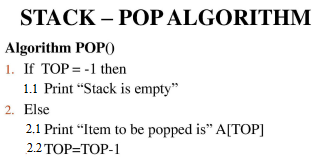 STACK – POP ALGORITHM
Algorithm POP()
1. If TOP = -1 then
1.1 Print “Stack is empty”
2. Else
2.1 Print “Item to be popped is” A[TOP]
2.2 TOP=TOP-1